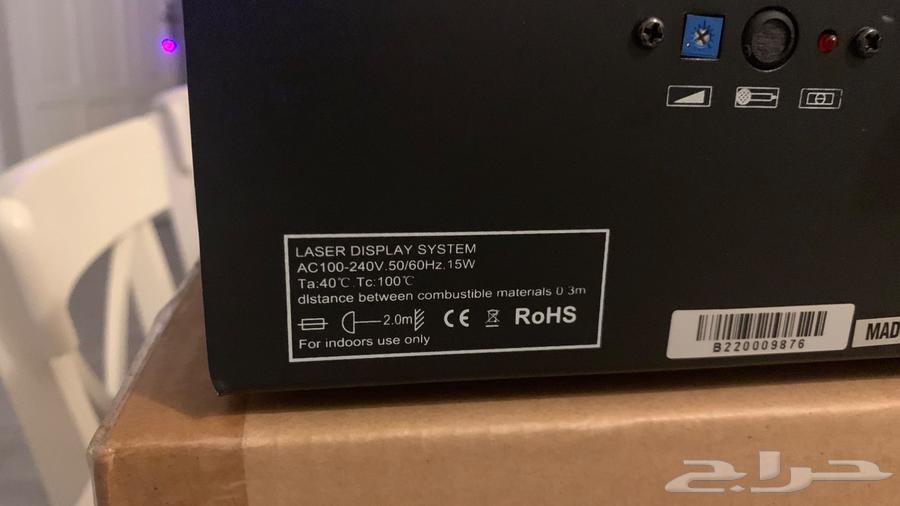 LASER DISPLAY SYSTEM
AC100-240V.50/60Hz.15W
Ta:40℃.Tc:100℃
distance between combustible materials 0.3m
2.0m CE RoHS
For indoors use only
B220009876
MAD
حراج